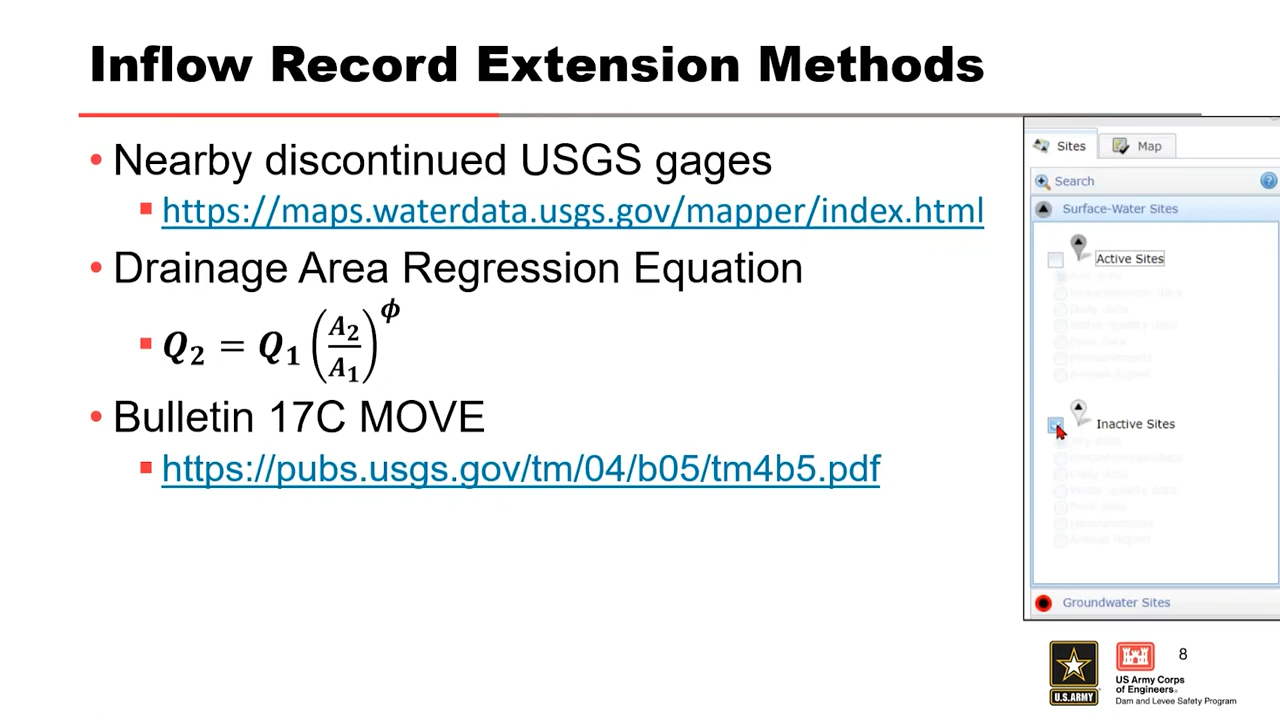 Inflow Record Extension Methods
• Nearby discontinued USGS gages
https://maps.waterdata.usgs.gov/mapper/index.html
• Drainage Area Regression Equation
Q₂ = Q₁ (A₂/A₁)^ϕ
• Bulletin 17C MOVE
https://pubs.usgs.gov/tm/04/b05/tm4b5.pdf
Sites
Map
Search
Surface-Water Sites
Active Sites
Inactive Sites
Groundwater Sites
8
U.S.ARMY
US Army Corps
of Engineers®
Dam and Levee Safety Program